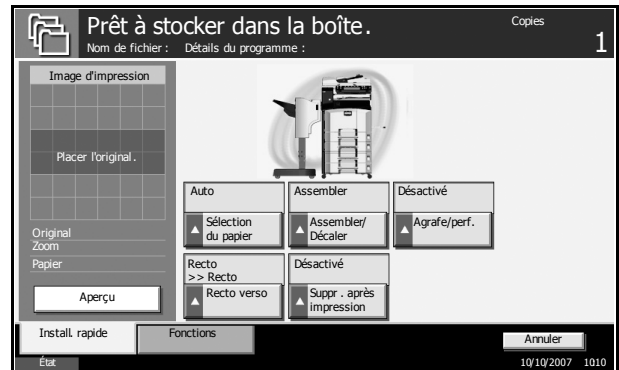 Prêt à stocker dans la boîte.
Nom de fichier : Détails du programme :
Copies
1
Image d'impression
Placer l'original.
Original
Zoom
Papier
Aperçu
Auto
Sélection
du papier
Assembler
Assembler/
Décaler
Désactivé
Agrafe/perf.
Recto
>> Recto
Recto verso
Désactivé
Suppr. après
impression
Install. rapide
Fonctions
Annuler
État
10/10/2007 1010